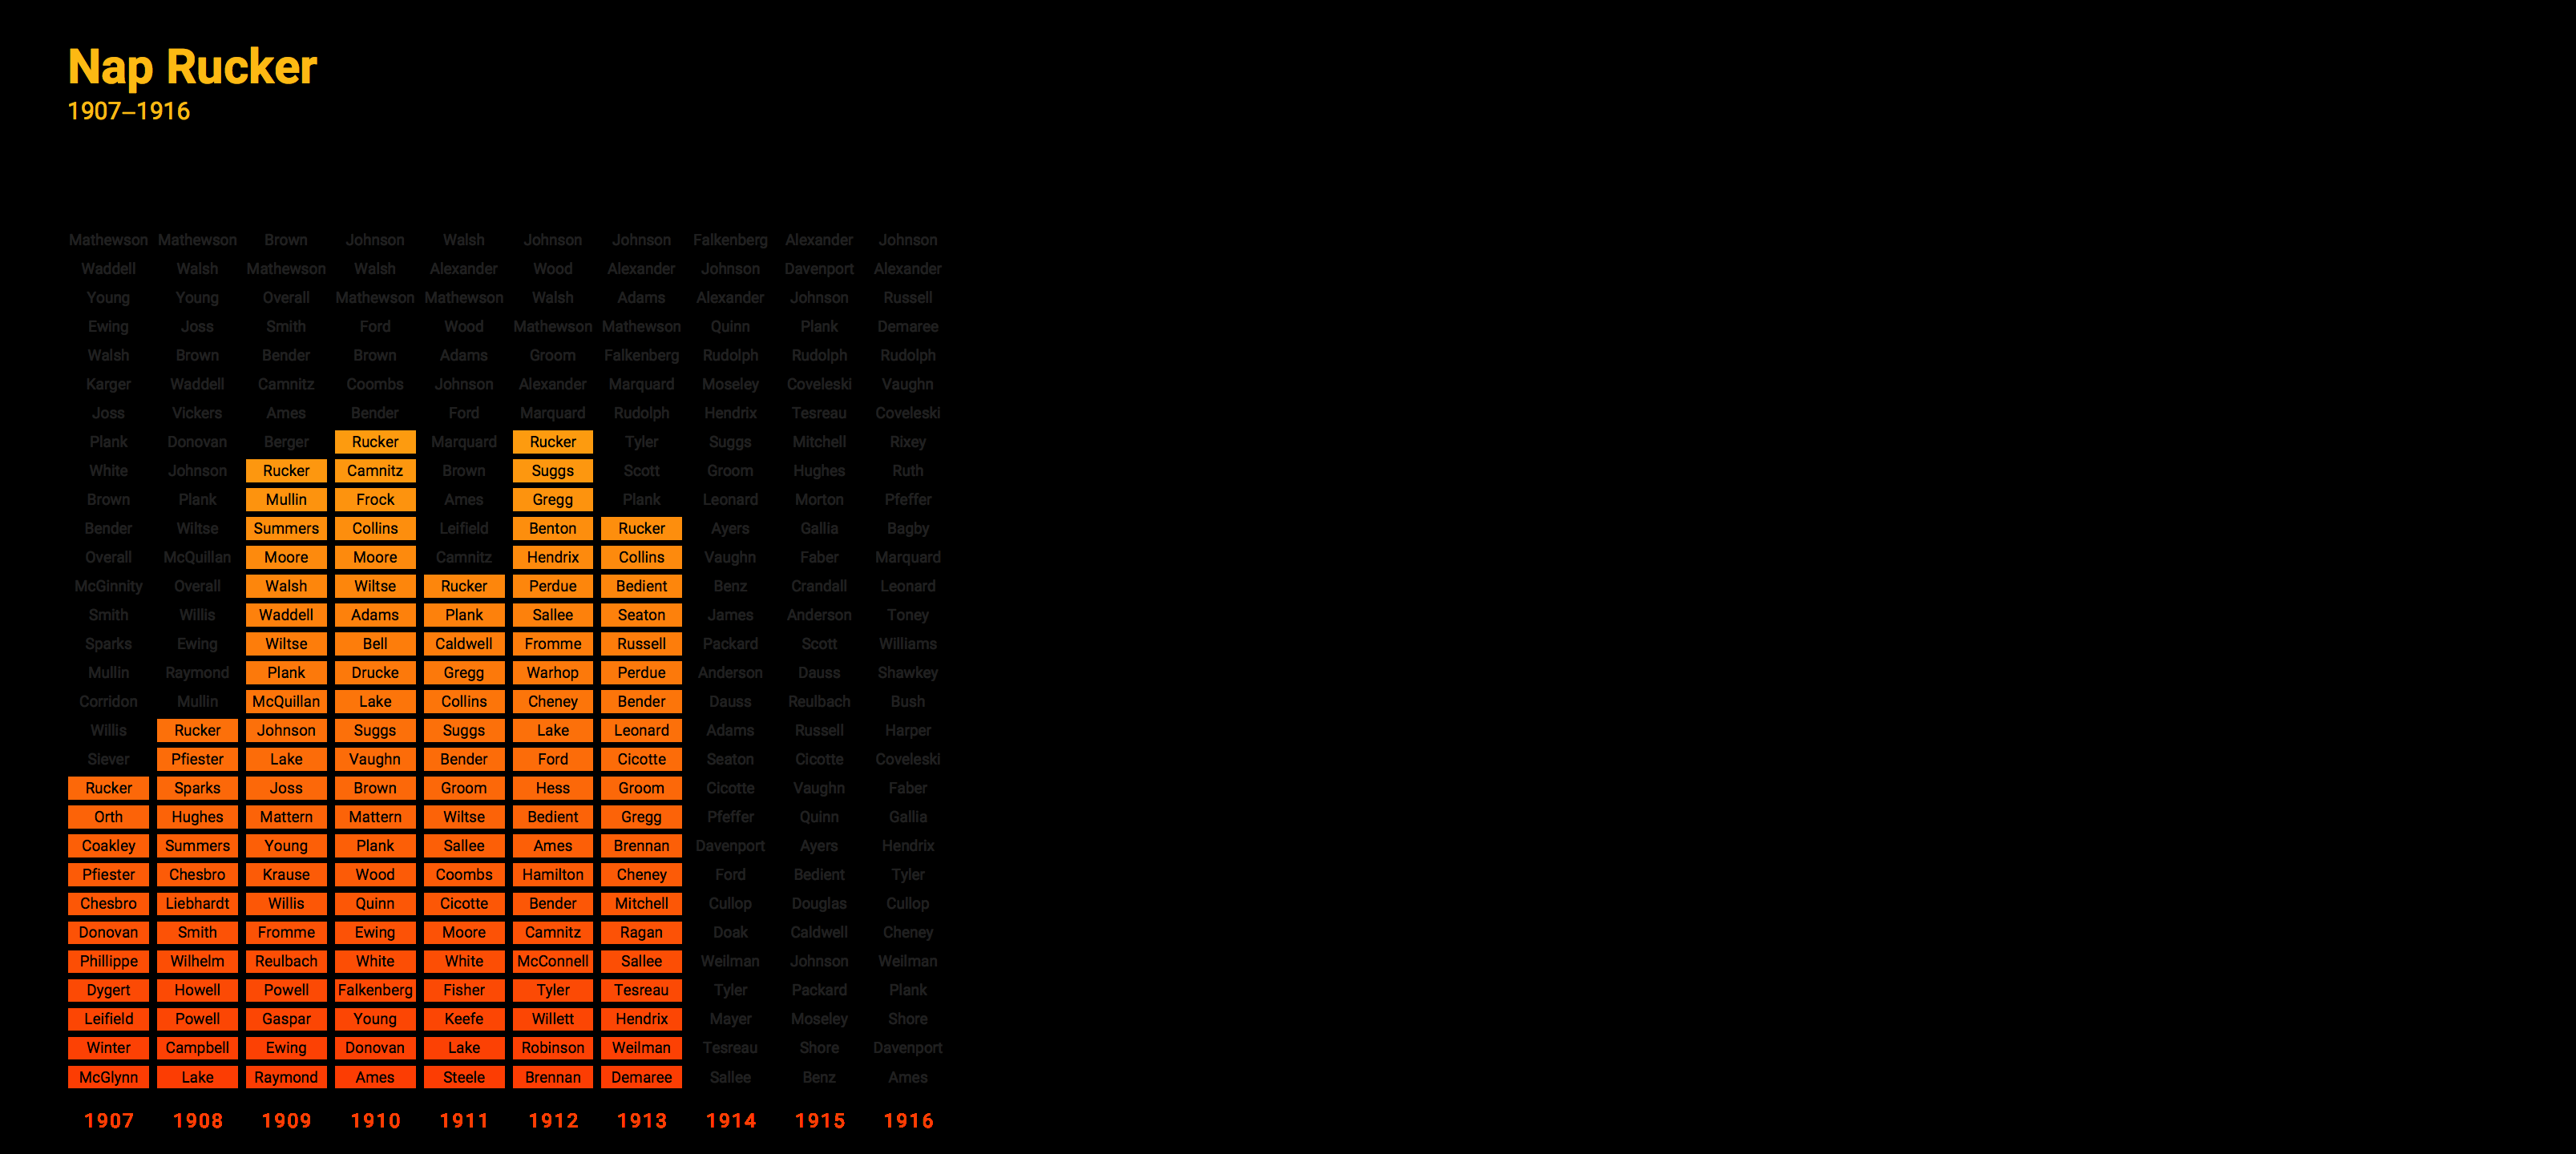 Nap Rucker
1907–1916
Mathewson Mathewson Brown Johnson Walsh Johnson Johnson Falkenberg Alexander Johnson
Waddell Walsh Mathewson Walsh Alexander Wood Alexander Johnson Davenport Alexander
Young Young Overall Mathewson Mathewson Walsh Adams Alexander Johnson Russell
Ewing Joss Smith Ford Wood Mathewson Mathewson Quinn Plank Demaree
Walsh Brown Bender Brown Adams Groom Falkenberg Rudolph Rudolph Rudolph
Karger Waddell Camnitz Coombs Johnson Alexander Marquard Moseley Coveleski Vaughn
Joss Vickers Ames Bender Ford Marquard Rudolph Hendrix Tesreau Coveleski
Plank Donovan Berger Rucker Marquard Rucker Tyler Suggs Mitchell Rixey
White Johnson Rucker Camnitz Brown Suggs Scott Groom Hughes Ruth
Brown Plank Mullin Frock Ames Gregg Plank Leonard Morton Pfeffer
Bender Wiltse Summers Collins Leifield Benton Rucker Ayers Gallia Bagby
Overall McQuillan Moore Moore Camnitz Hendrix Collins Vaughn Faber Marquard
McGinnity Overall Walsh Wiltse Rucker Perdue Bedient Benz Crandall Leonard
Smith Willis Waddell Adams Plank Sallee Seaton James Anderson Toney
Sparks Ewing Wiltse Bell Caldwell Fromme Russell Packard Scott Williams
Mullin Raymond Plank Drucke Gregg Warhop Perdue Anderson Dauss Shawkey
Corridon Mullin McQuillan Lake Collins Cheney Bender Dauss Reulbach Bush
Willis Rucker Johnson Suggs Suggs Lake Leonard Adams Russell Harper
Siever Pfiester Lake Vaughn Bender Ford Cicotte Seaton Cicotte Coveleski
Rucker Sparks Joss Brown Groom Hess Groom Cicotte Vaughn Faber
Orth Hughes Mattern Mattern Wiltse Bedient Gregg Pfeffer Quinn Gallia
Coakley Summers Young Plank Sallee Ames Brennan Davenport Ayers Hendrix
Pfiester Chesbro Krause Wood Coombs Hamilton Cheney Ford Bedient Tyler
Chesbro Liebhardt Willis Quinn Cicotte Bender Mitchell Cullop Douglas Cullop
Donovan Smith Fromme Ewing Moore Camnitz Ragan Doak Caldwell Cheney
Phillippe Wilhelm Reulbach White White McConnell Sallee Weilman Johnson Weilman
Dygert Howell Powell Falkenberg Fisher Tyler Tesreau Tyler Packard Plank
Leifield Powell Gaspar Young Keefe Willett Hendrix Mayer Moseley Shore
Winter Campbell Ewing Donovan Lake Robinson Weilman Tesreau Shore Davenport
McGlynn Lake Raymond Ames Steele Brennan Demaree Sallee Benz Ames
1907 1908 1909 1910 1911 1912 1913 1914 1915 1916